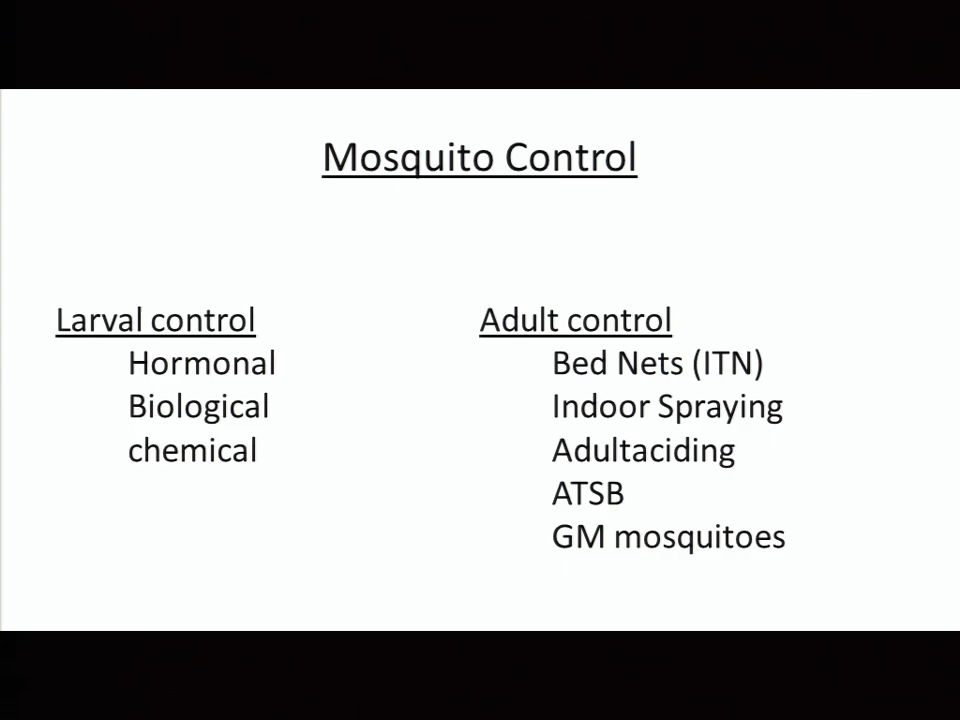 Mosquito Control
Larval control
Hormonal
Biological
chemical
Adult control
Bed Nets (ITN)
Indoor Spraying
Adultaciding
ATSB
GM mosquitoes